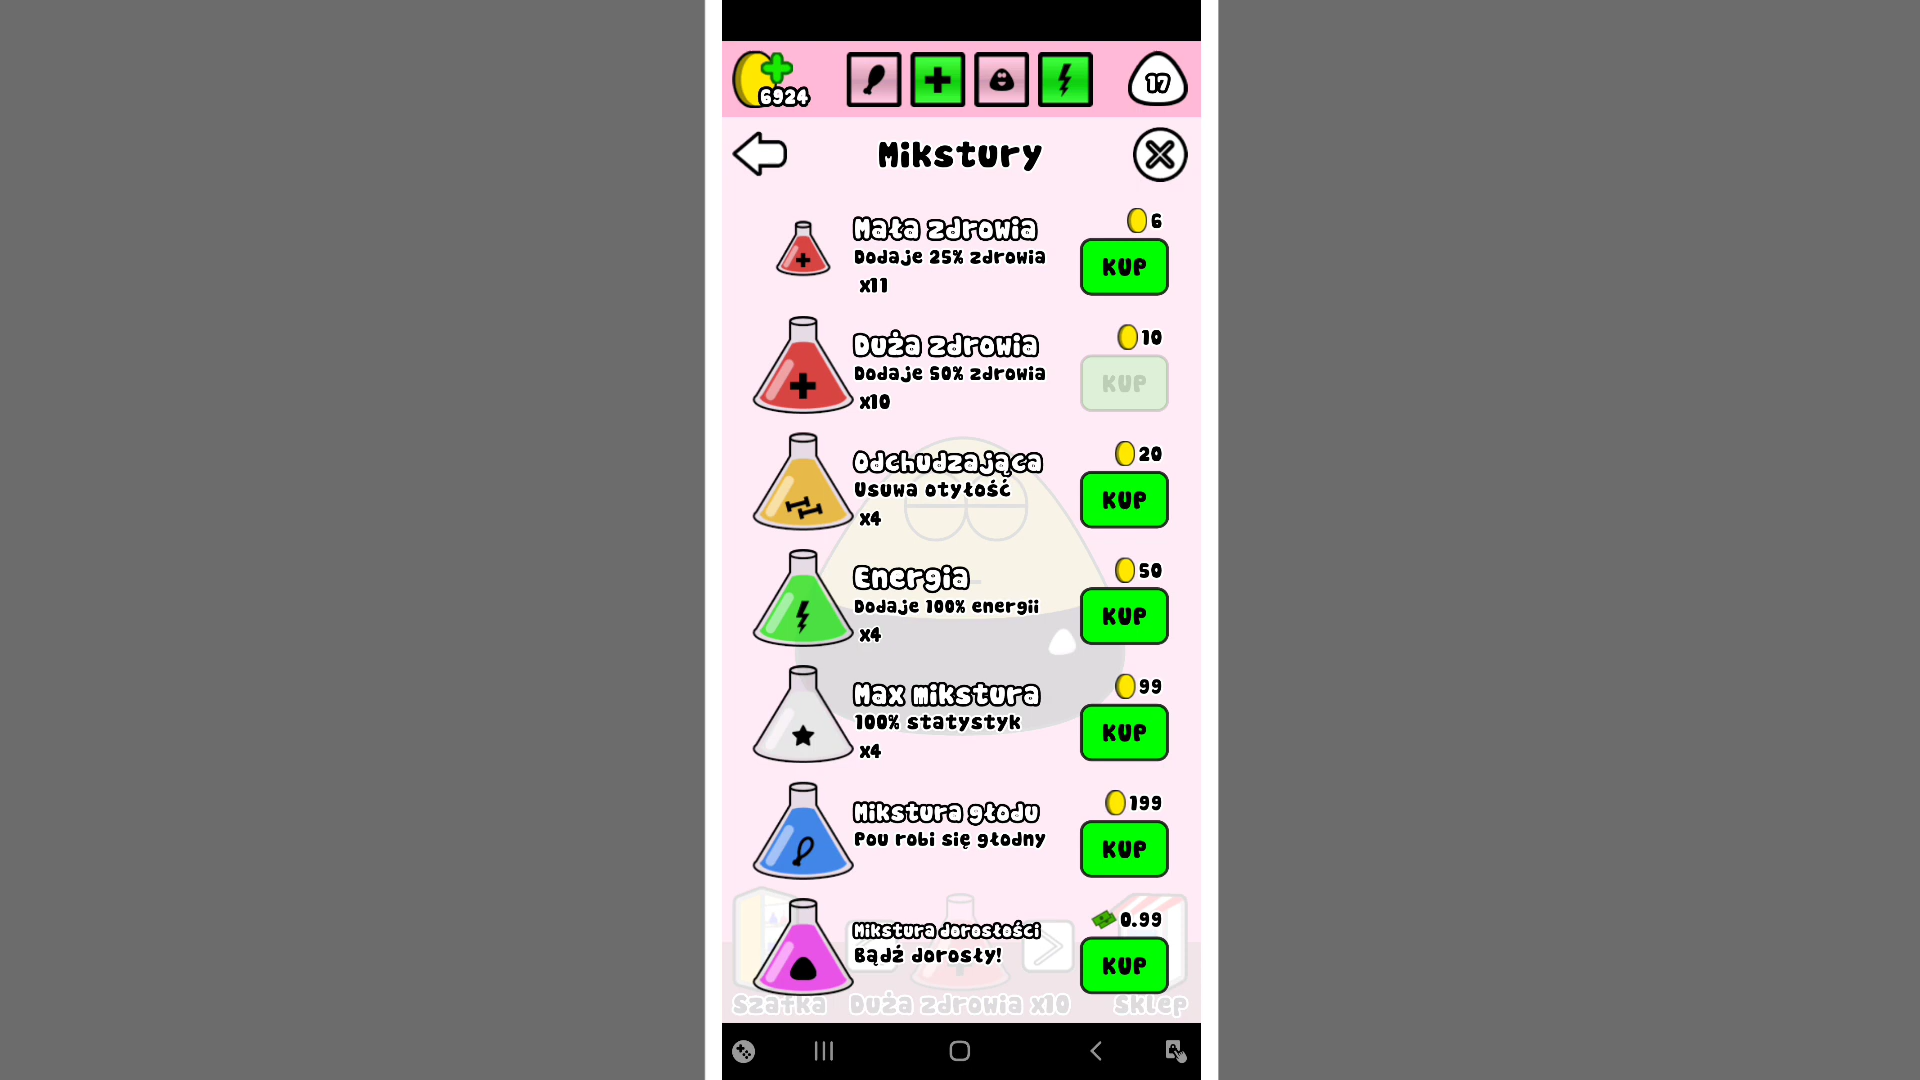 6924
17
Mikstury
Mała zdrowia
Dodaje 25% zdrowia
x11
6
KUP
Duża zdrowia
Dodaje 50% zdrowia
x10
10
KUP
Odchudzająca
Usuwa otyłość
x4
20
KUP
Energia
Dodaje 100% energii
x4
50
KUP
Max mikstura
100% statystyk
x4
99
KUP
Mikstura głodu
Pou robi się głodny
199
KUP
Mikstura dorosłości
Bądź dorosły!
0.99
KUP
Szafka
Duża zdrowia x10
Sklep